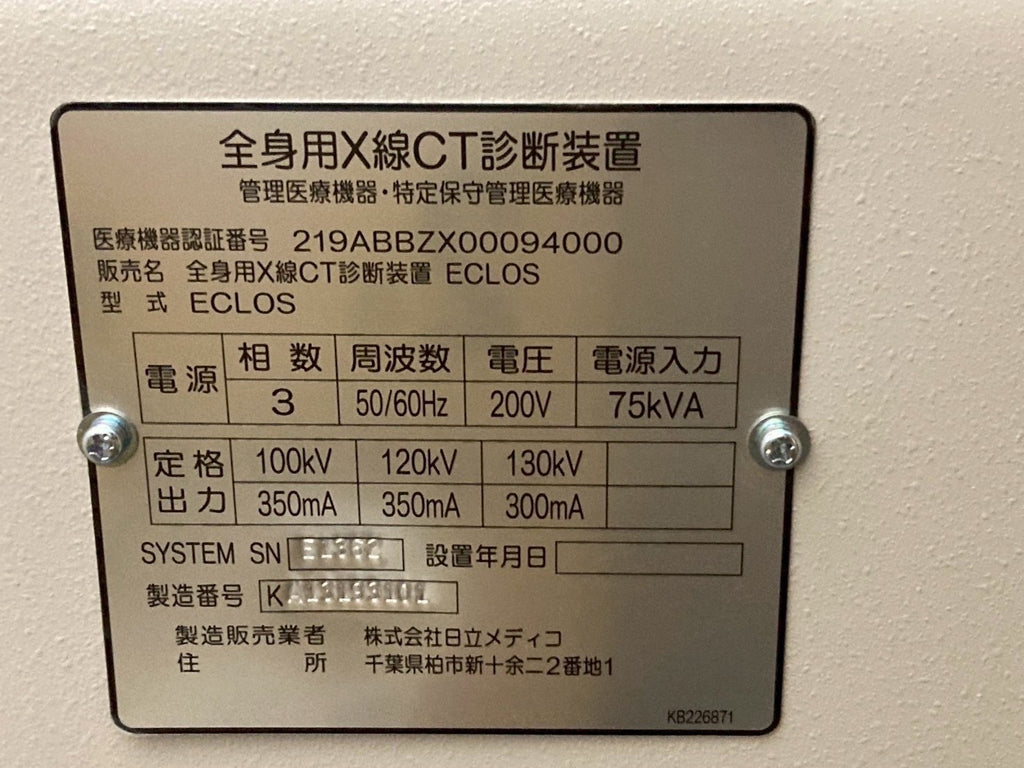 全身用X線CT診断装置
管理医療機器・特定保守管理医療機器
医療機器認証番号 219ABBZX00094000
販売名 全身用X線CT診断装置 ECLOS
型式 ECLOS
電源 相数 周波数 電圧 電源入力
3 50/60Hz 200V 75kVA
定格出力 100kV 120kV 130kV
350mA 350mA 300mA
SYSTEM SN E1362 設置年月日
製造番号 KA13193101
製造販売業者 株式会社日立メディコ
住所 千葉県柏市新十余二2番地1
KB226871